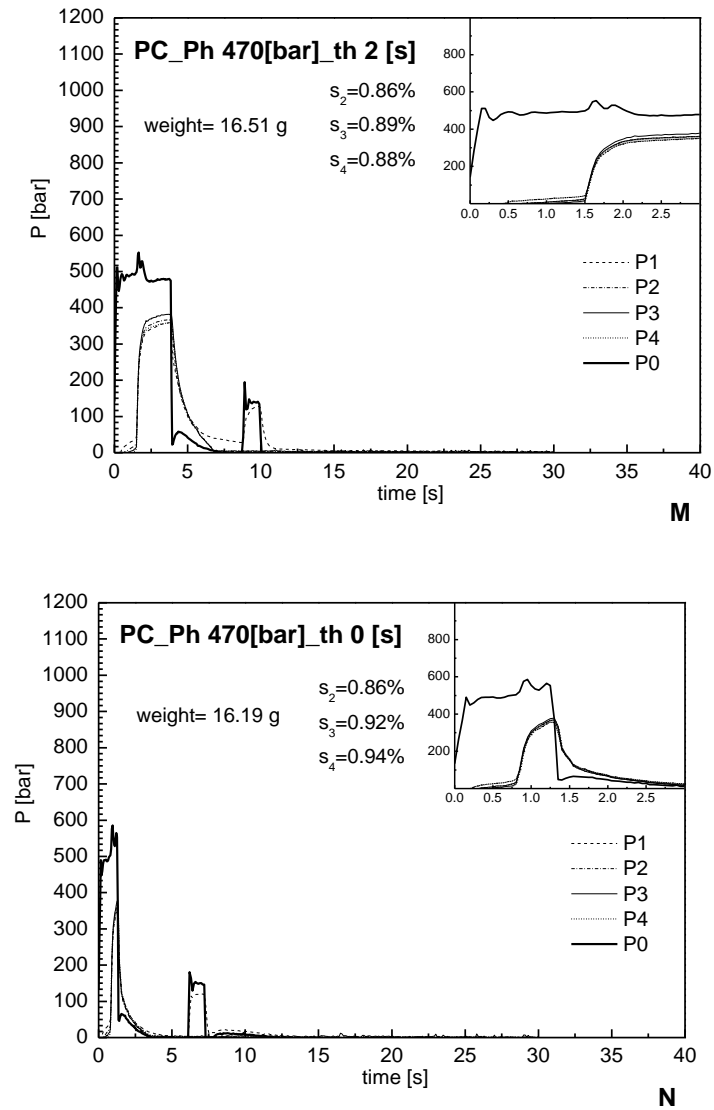 PC_Ph 470[bar]_th 2 [s]
weight= 16.51 g
s2=0.86%
s3=0.89%
s4=0.88%
P [bar]
1200
1100
1000
900
800
700
600
500
400
300
200
100
0
0 5 10 15 20 25 30 35 40
time [s]
800
600
400
200
0.0 0.5 1.0 1.5 2.0 2.5
P1
P2
P3
P4
P0
M
PC_Ph 470[bar]_th 0 [s]
weight= 16.19 g
s2=0.86%
s3=0.92%
s4=0.94%
P [bar]
1200
1100
1000
900
800
700
600
500
400
300
200
100
0
0 5 10 15 20 25 30 35 40
time [s]
800
600
400
200
0.0 0.5 1.0 1.5 2.0 2.5
P1
P2
P3
P4
P0
N